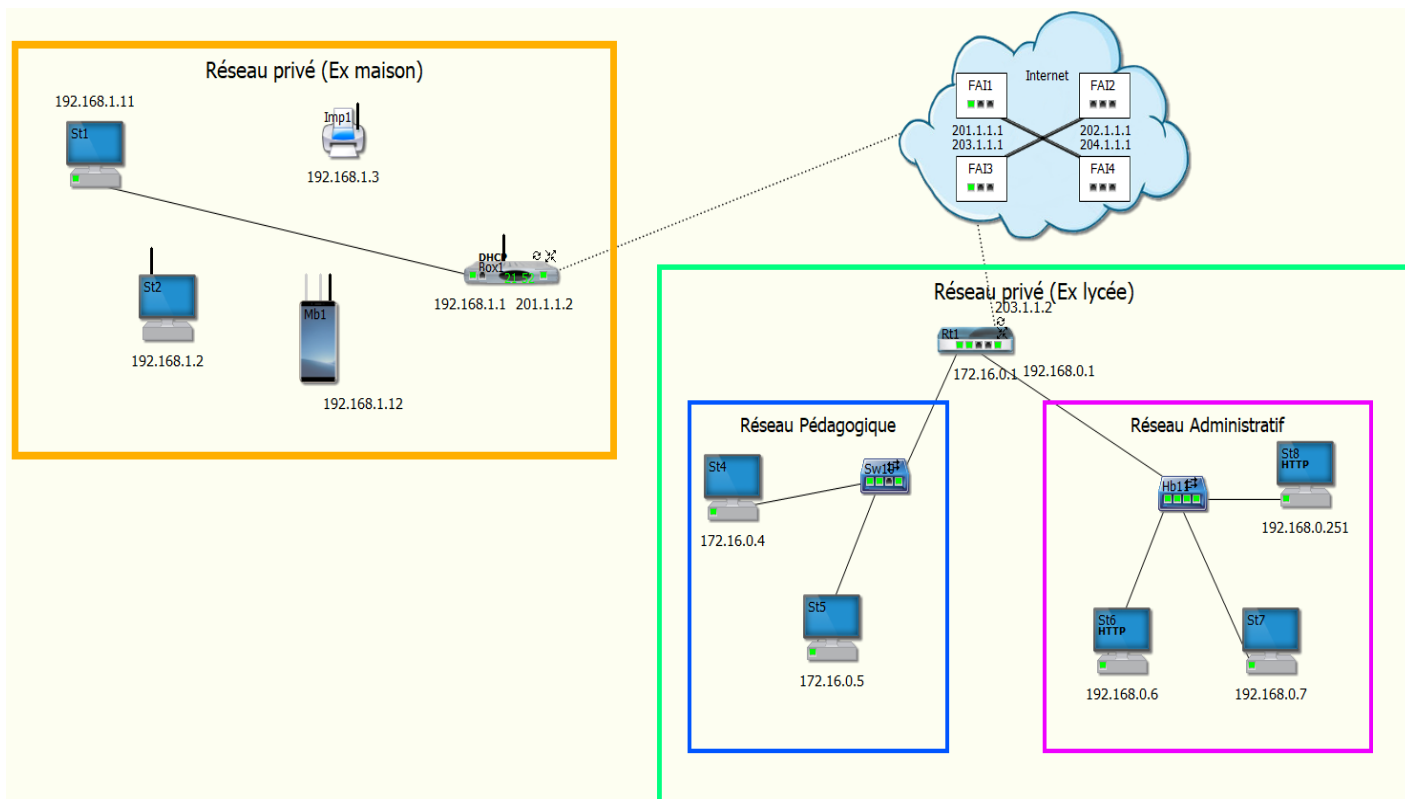 Réseau privé (Ex maison)
192.168.1.11
St1
Imp1
192.168.1.3
DHCP
Box1
21:52
192.168.1.1 201.1.1.2
St2
192.168.1.2
Mb1
192.168.1.12
Internet
FAI1
FAI2
201.1.1.1
202.1.1.1
203.1.1.1
204.1.1.1
FAI3
FAI4
Réseau privé (Ex lycée)
203.1.1.2
Rt1
172.16.0.1
192.168.0.1
Réseau Pédagogique
St4
172.16.0.4
St5
172.16.0.5
Réseau Administratif
St8
HTTP
192.168.0.251
St6
HTTP
192.168.0.6
St7
192.168.0.7